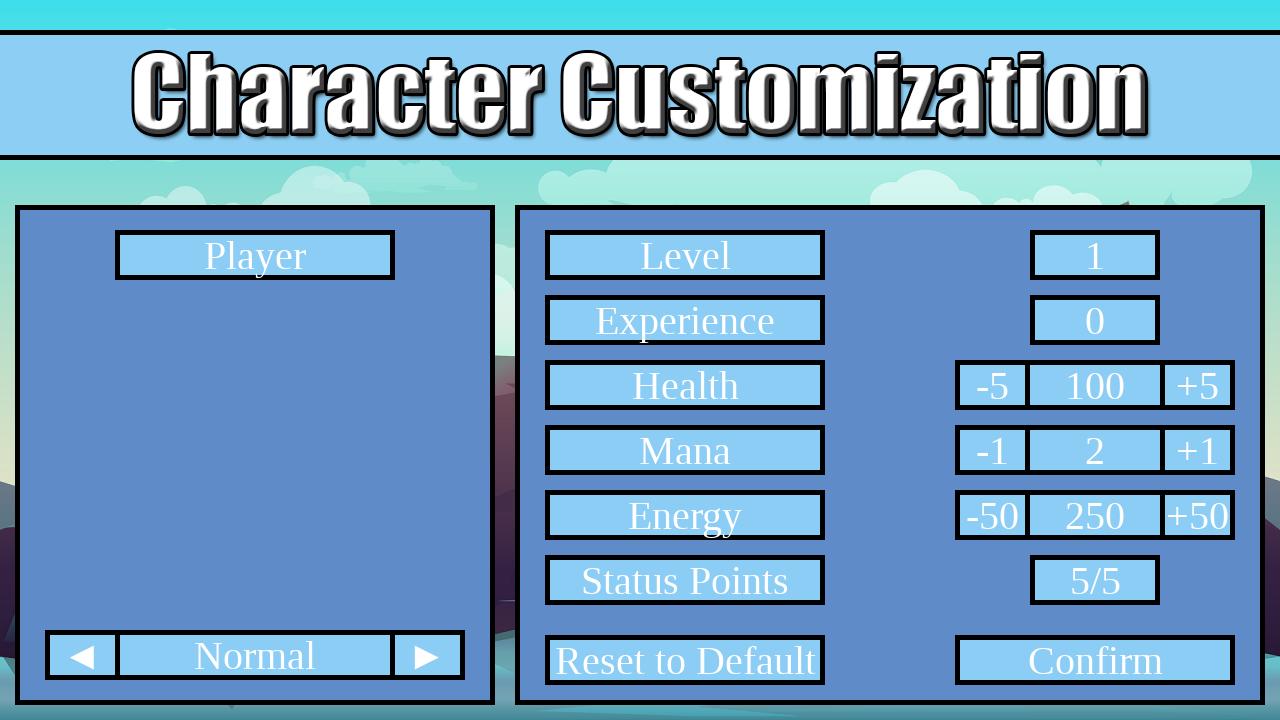 Character Customization
Player
◀ Normal ▶
Level 1
Experience 0
Health -5 100 +5
Mana -1 2 +1
Energy -50 250 +50
Status Points 5/5
Reset to Default Confirm